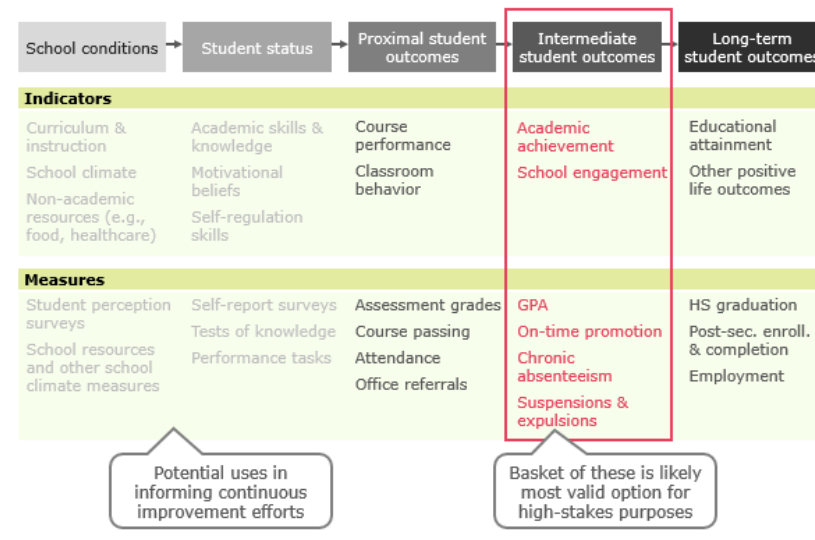 School conditions
Student status
Proximal student
outcomes
Intermediate
student outcomes
Long-term
student outcomes
Indicators
Curriculum &
instruction
School climate
Non-academic
resources (e.g.,
food, healthcare)
Academic skills &
knowledge
Motivational
beliefs
Self-regulation
skills
Course
performance
Classroom
behavior
Academic
achievement
School engagement
Educational
attainment
Other positive
life outcomes
Measures
Student perception
surveys
School resources
and other school
climate measures
Self-report surveys
Tests of knowledge
Performance tasks
Assessment grades
Course passing
Attendance
Office referrals
GPA
On-time promotion
Chronic
absenteeism
Suspensions &
expulsions
HS graduation
Post-sec. enroll.
& completion
Employment
Potential uses in
informing continuous
improvement efforts
Basket of these is likely
most valid option for
high-stakes purposes